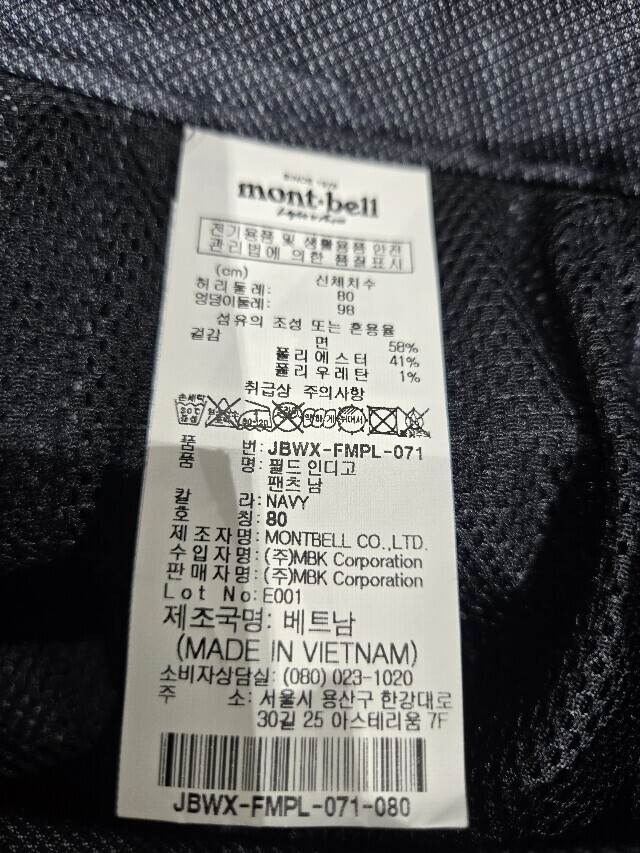 mont·bell
전기용품 및 생활용품 안전
관리법에 의한 품질표시
(cm) 신체치수
허리둘레: 80
엉덩이둘레: 98
섬유의 조성 또는 혼용율
겉감 면 58%
폴리에스터 41%
폴리우레탄 1%
취급상 주의사항
손세탁
품 번: JBWX-FMPL-071
품 명: 필드 인디고
팬츠 남
칼 라: NAVY
호 칭: 80
제조자명: MONTBELL CO.,LTD.
수입자명: (주)MBK Corporation
판매자명: (주)MBK Corporation
Lot No: E001
제조국명: 베트남
(MADE IN VIETNAM)
소비자상담실: (080) 023-1020
주 소: 서울시 용산구 한강대로
30길 25 아스테리움 7F
JBWX-FMPL-071-080